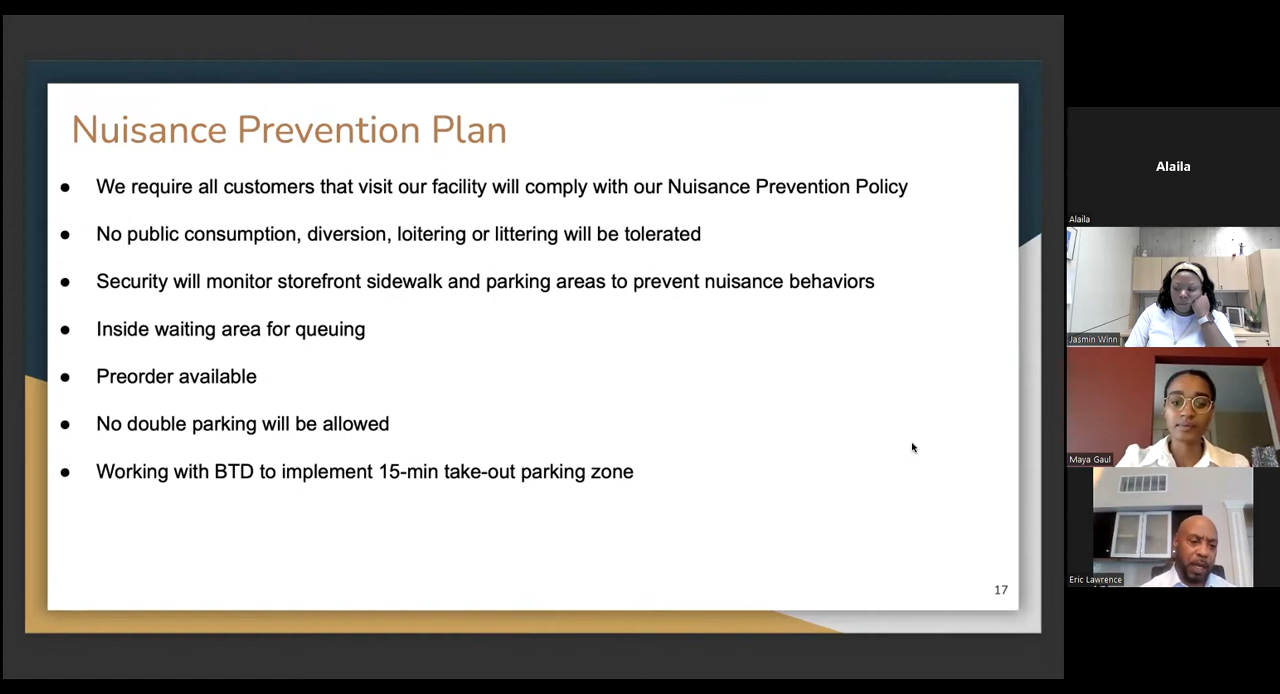 Nuisance Prevention Plan
● We require all customers that visit our facility will comply with our Nuisance Prevention Policy
● No public consumption, diversion, loitering or littering will be tolerated
● Security will monitor storefront sidewalk and parking areas to prevent nuisance behaviors
● Inside waiting area for queuing
● Preorder available
● No double parking will be allowed
● Working with BTD to implement 15-min take-out parking zone
17
Alaila
Alaila
Jasmin Winn
Maya Gaul
Eric Lawrence